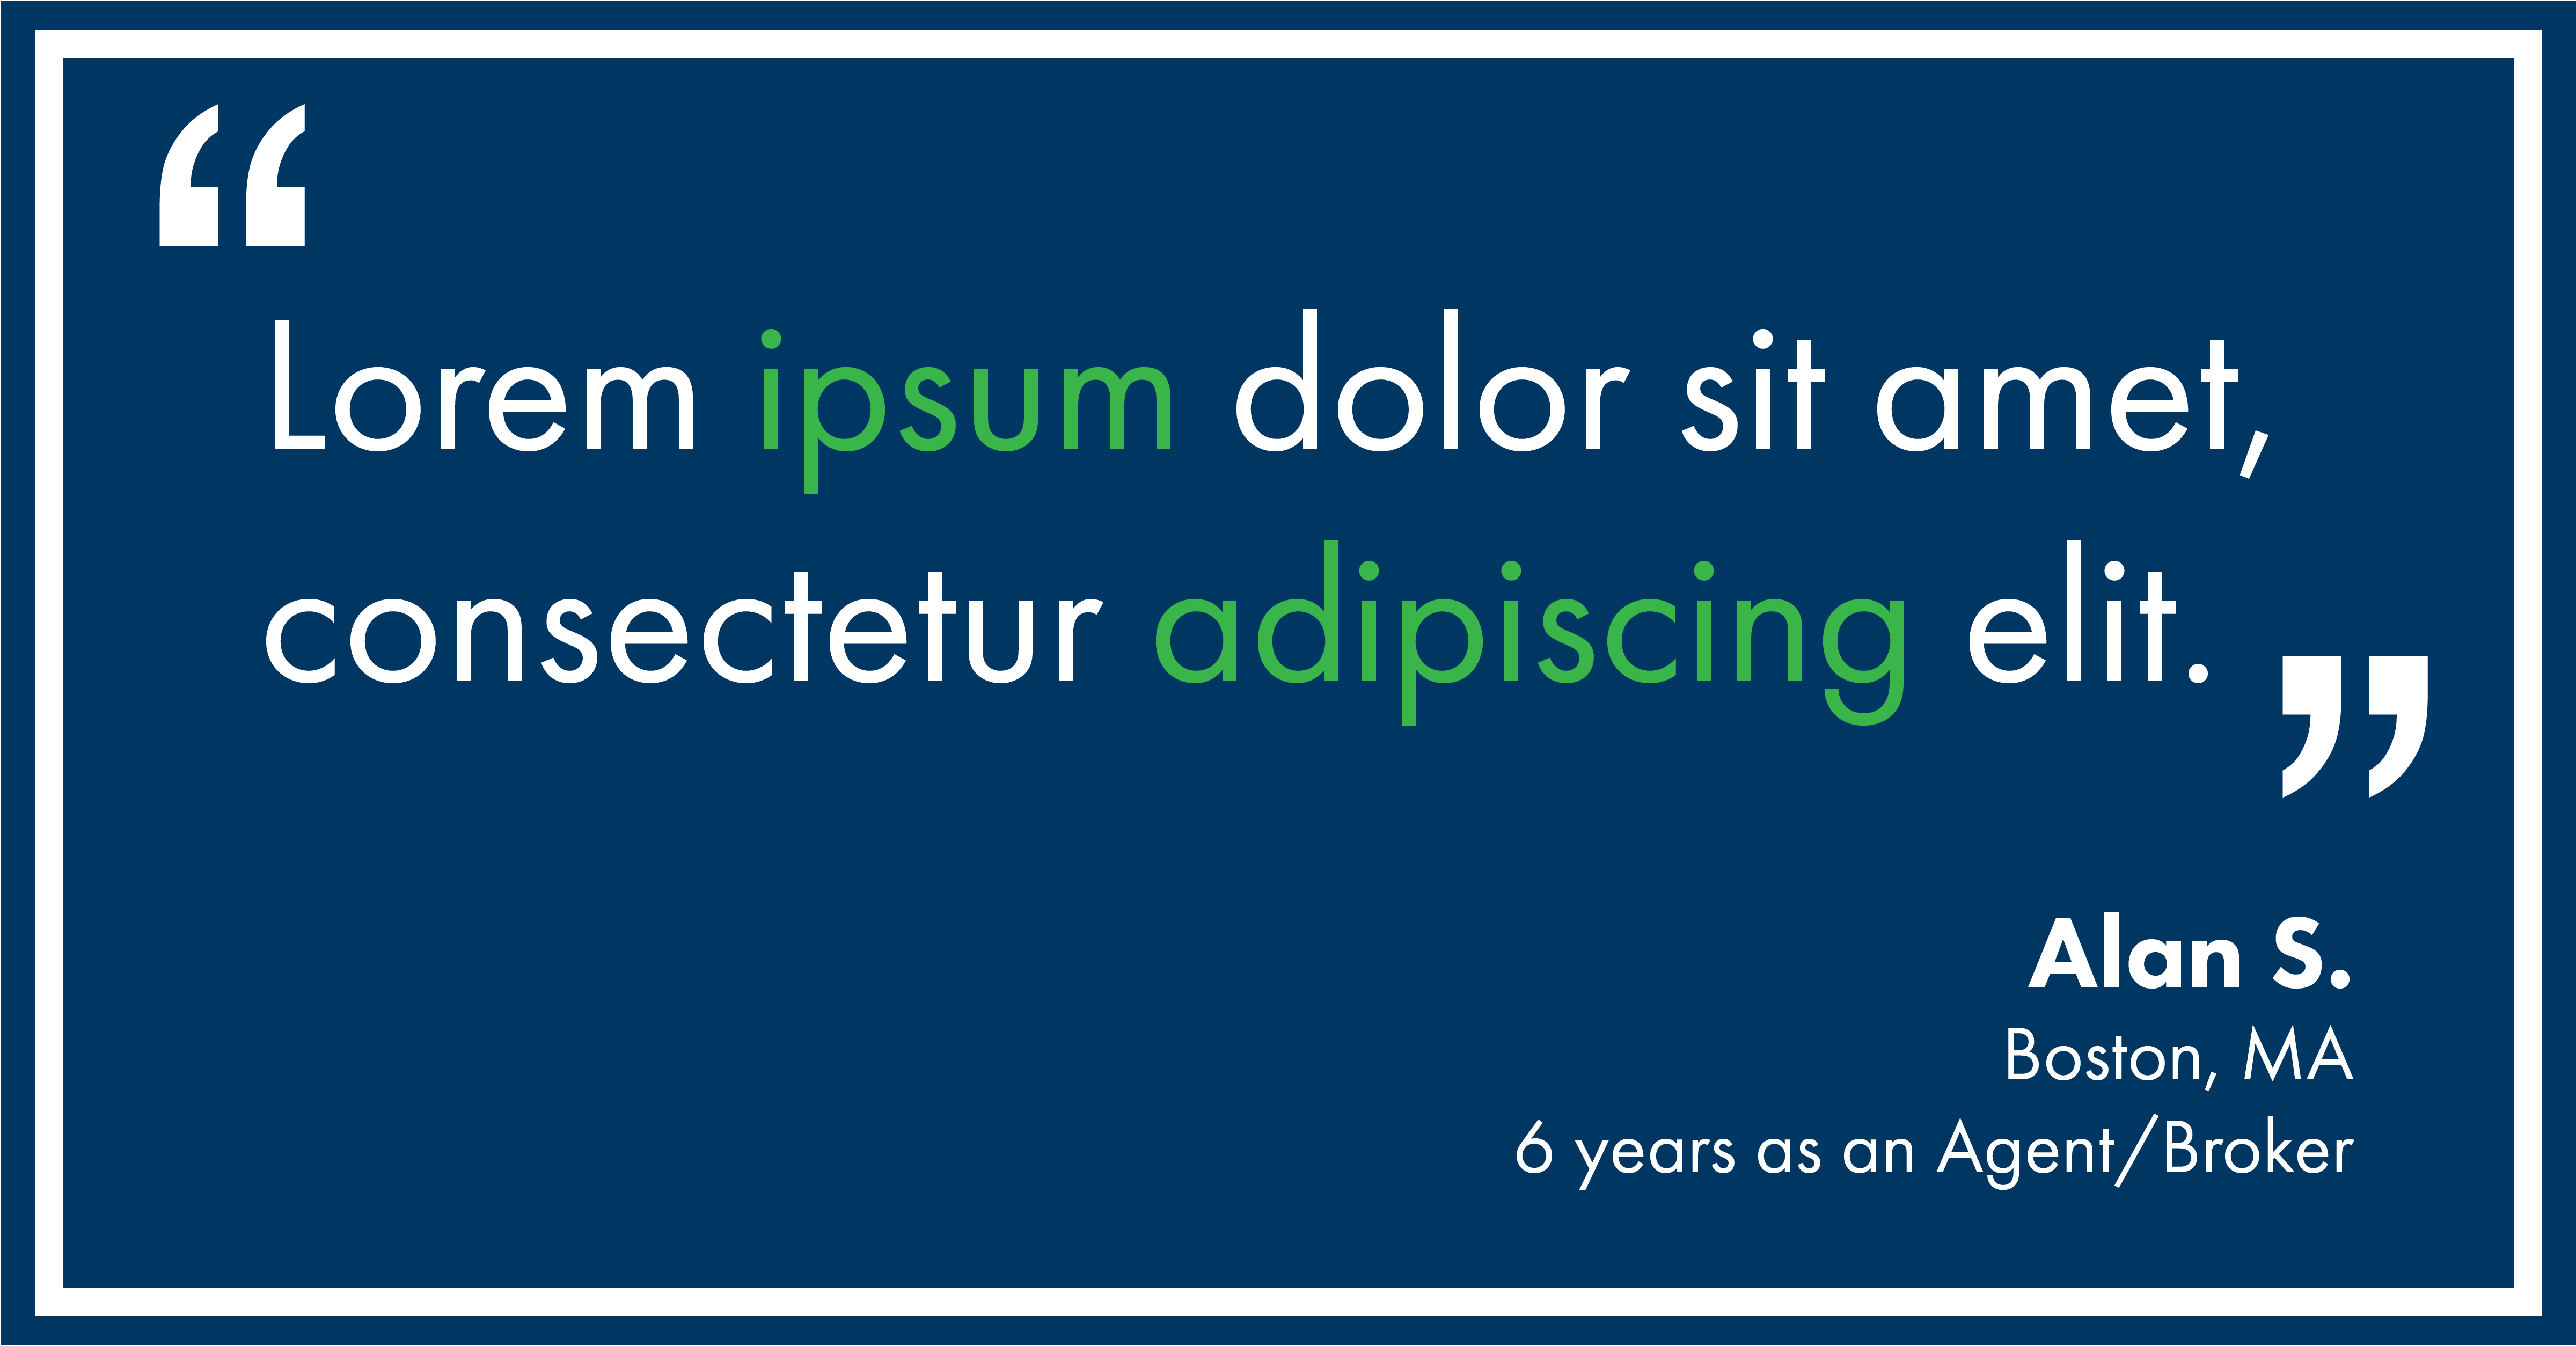 “
Lorem ipsum dolor sit amet,
consectetur adipiscing elit.
”
Alan S.
Boston, MA
6 years as an Agent/Broker